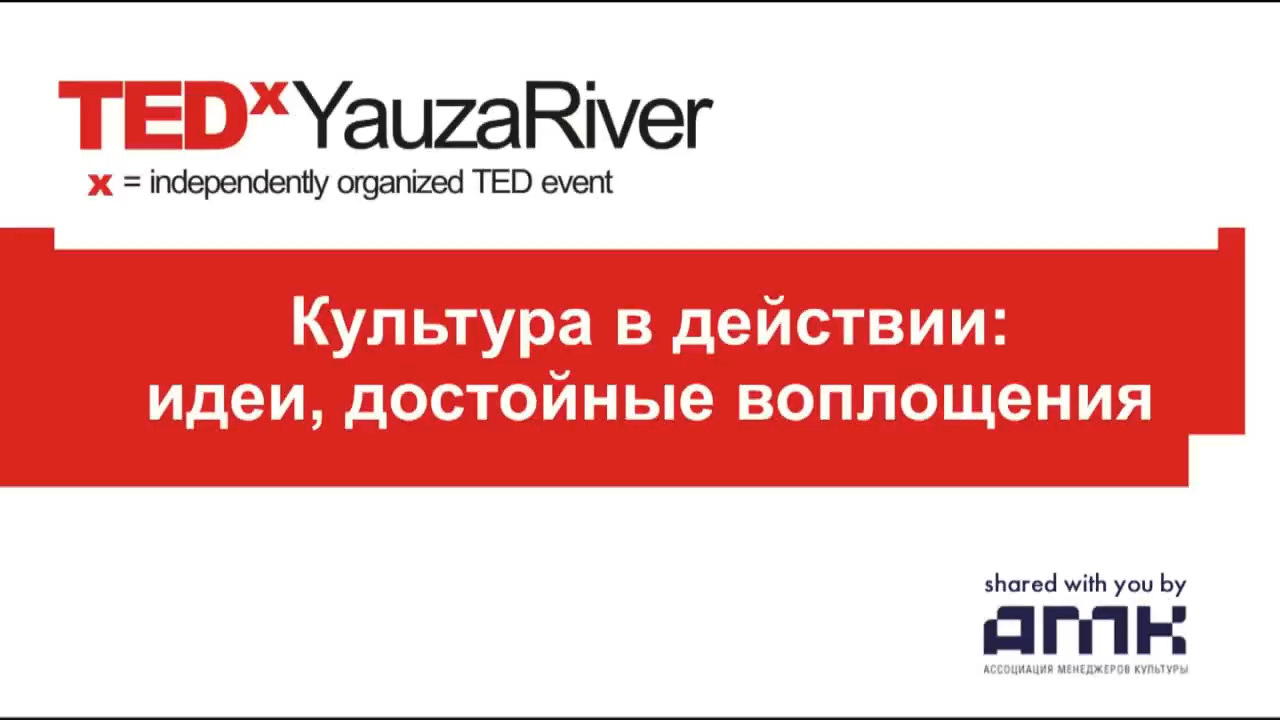 TEDxYauzaRiver
x = independently organized TED event
Культура в действии:
идеи, достойные воплощения
shared with you by
АМК
АССОЦИАЦИЯ МЕНЕДЖЕРОВ КУЛЬТУРЫ